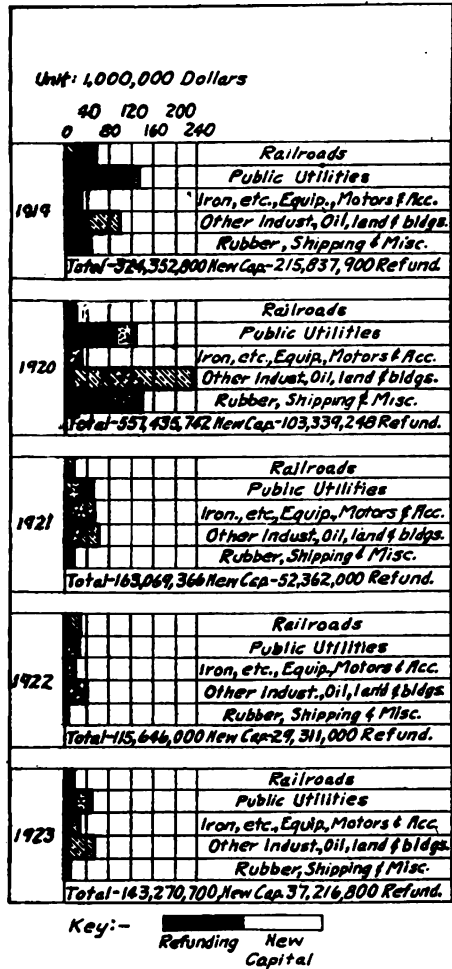 Unit: 1,000,000 Dollars
40 120 200
0 80 160 240
1919
Railroads
Public Utilities
Iron, etc., Equip., Motors & Acc.
Other Indust., Oil, land & bldgs.
Rubber, Shipping & Misc.
Total-324,352,800 New Cap.-215,837,900 Refund.
1920
Railroads
Public Utilities
Iron, etc., Equip., Motors & Acc.
Other Indust., Oil, land & bldgs.
Rubber, Shipping & Misc.
Total-557,435,742 New Cap-103,339,248 Refund.
1921
Railroads
Public Utilities
Iron., etc., Equip., Motors & Acc.
Other Indust., Oil, land & bldgs.
Rubber, Shipping & Misc.
Total-163,069,366 New Cap-52,362,000 Refund.
1922
Railroads
Public Utilities
Iron, etc., Equip., Motors & Acc.
Other Indust., Oil, land & bldgs.
Rubber, Shipping & Misc.
Total-115,646,000 New Cap-29,311,000 Refund.
1923
Railroads
Public Utilities
Iron, etc., Equip., Motors & Acc,
Other Indust., Oil, land & bldgs.
Rubber, Shipping & Misc.
Total-143,270,700, New Cap. 37,216,800 Refund.
Key:-
Refunding New
Capital